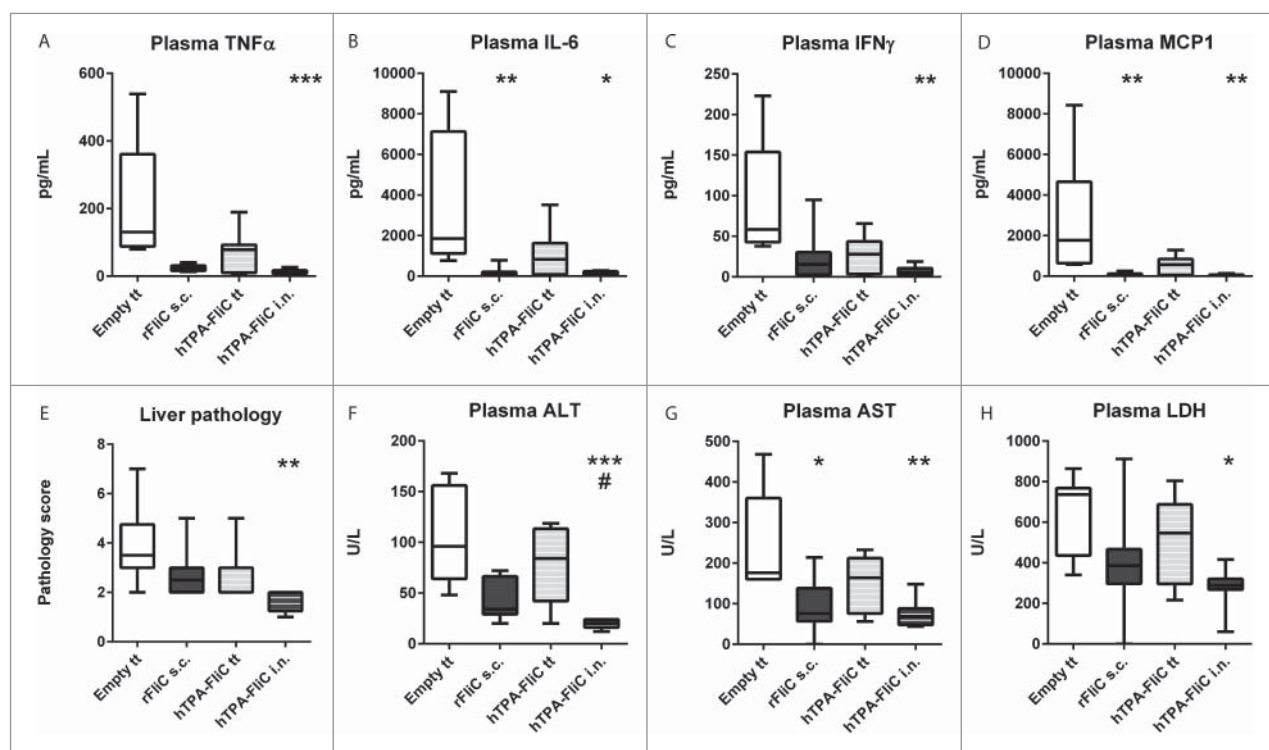 A Plasma TNFα
***
600
400
200
0
pg/mL
Empty tt
rFliC s.c.
hTPA-FliC tt
hTPA-FliC i.n.
B Plasma IL-6
** *
10000
8000
6000
4000
2000
0
pg/mL
Empty tt
rFliC s.c.
hTPA-FliC tt
hTPA-FliC i.n.
C Plasma IFNγ
**
250
200
150
100
50
0
pg/mL
Empty tt
rFliC s.c.
hTPA-FliC tt
hTPA-FliC i.n.
D Plasma MCP1
** **
10000
8000
6000
4000
2000
0
pg/mL
Empty tt
rFliC s.c.
hTPA-FliC tt
hTPA-FliC i.n.
E Liver pathology
**
8
6
4
2
0
Pathology score
Empty tt
rFliC s.c.
hTPA-FliC tt
hTPA-FliC i.n.
F Plasma ALT
***
#
200
150
100
50
0
U/L
Empty tt
rFliC s.c.
hTPA-FliC tt
hTPA-FliC i.n.
G Plasma AST
* **
500
400
300
200
100
0
U/L
Empty tt
rFliC s.c.
hTPA-FliC tt
hTPA-FliC i.n.
H Plasma LDH
*
1000
800
600
400
200
0
U/L
Empty tt
rFliC s.c.
hTPA-FliC tt
hTPA-FliC i.n.